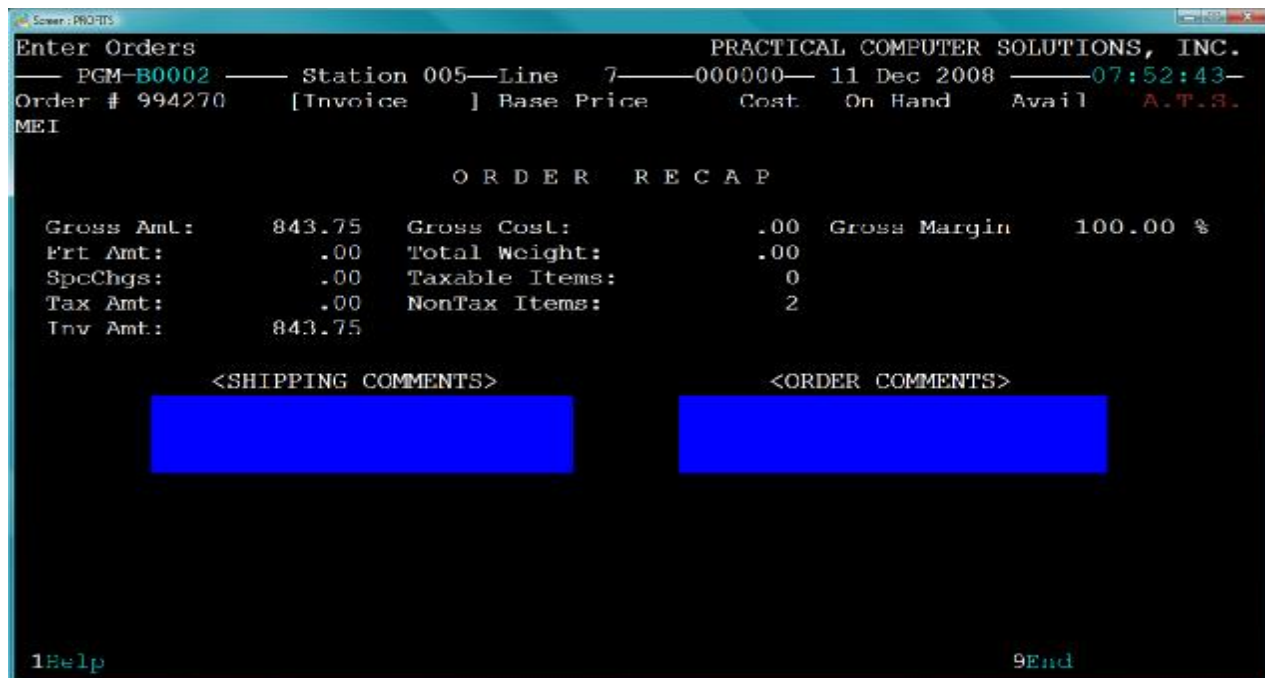 Screen : PROFITS
Enter Orders PRACTICAL COMPUTER SOLUTIONS, INC.
PGM-B0002 Station 005-Line 7 -000000- 11 Dec 2008 07:52:43
Order # 994270 [Invoice ] Base Price Cost On Hand Avail A.T.S.
MEI
O R D E R R E C A P
Gross Amt: 843.75 Gross Cost: .00 Gross Margin 100.00 %
Frt Amt: .00 Total Weight: .00
SpcChgs: .00 Taxable Items: 0
Tax Amt: .00 NonTax Items: 2
Inv Amt: 843.75
<SHIPPING COMMENTS> <ORDER COMMENTS>
1Help 9End